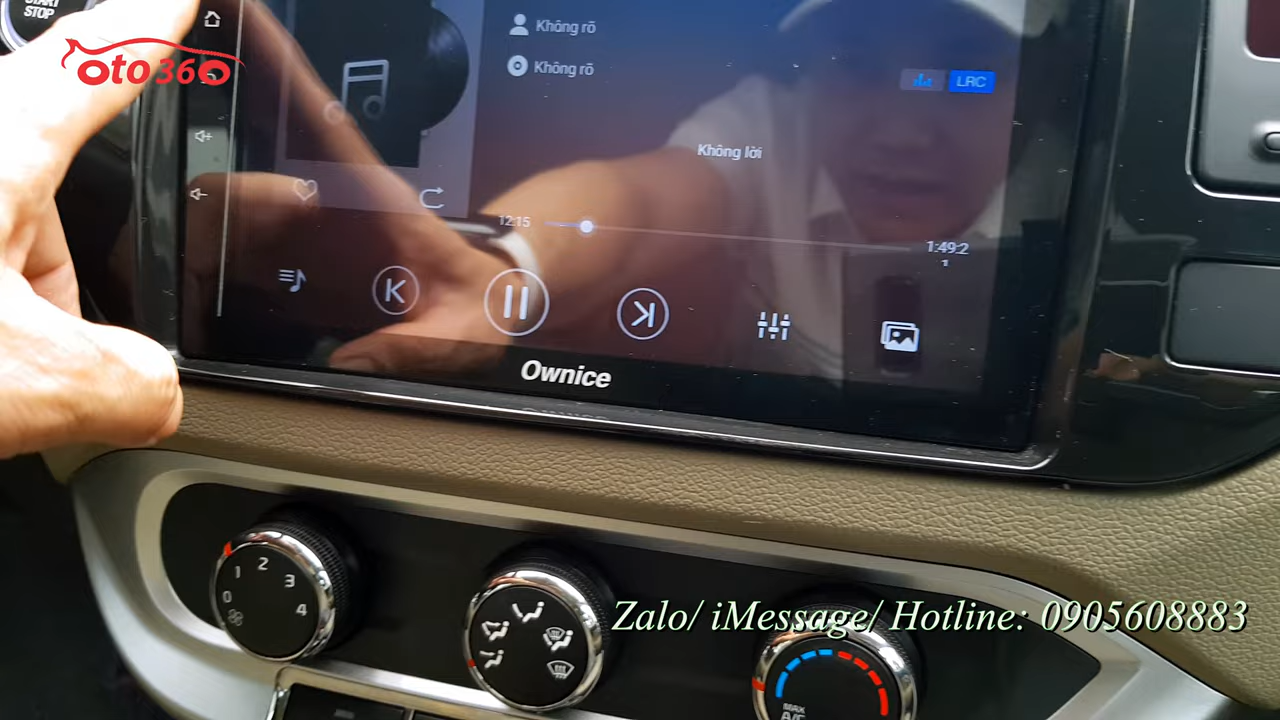 START
STOP
oto360
Không rõ
Không rõ
LRC
Không lời
12:15
1:49:2
1
Ownice
0
1
2
3
4
Zalo/ iMessage/ Hotline: 0905608883
MAX
A/C